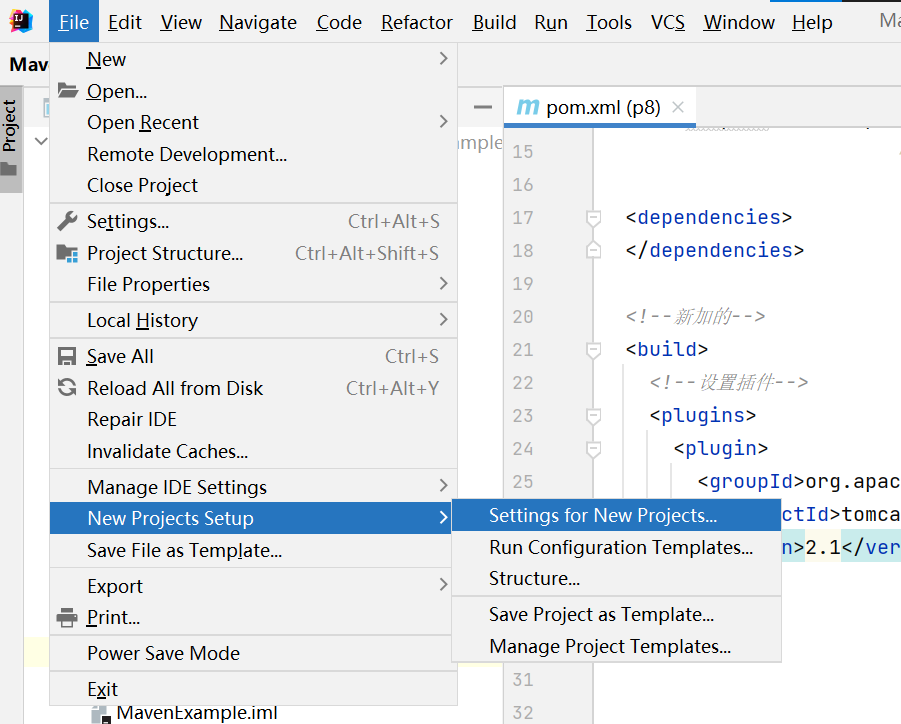 File Edit View Navigate Code Refactor Build Run Tools VCS Window Help Ma
Mav
Project
New
Open...
Open Recent
Remote Development...
Close Project
Settings... Ctrl+Alt+S
Project Structure... Ctrl+Alt+Shift+S
File Properties
Local History
Save All Ctrl+S
Reload All from Disk Ctrl+Alt+Y
Repair IDE
Invalidate Caches...
Manage IDE Settings
New Projects Setup
Save File as Template...
Export
Print...
Power Save Mode
Exit
MavenExample.iml
Settings for New Projects...
Run Configuration Templates...
Structure...
Save Project as Template...
Manage Project Templates...
ample
m pom.xml (p8)
15
16
17 <dependencies>
18 </dependencies>
19
20 <!--新加的-->
21 <build>
22 <!--设置插件-->
23 <plugins>
24 <plugin>
25 <groupId>org.apac
ctId>tomca
n>2.1</ver
31
32